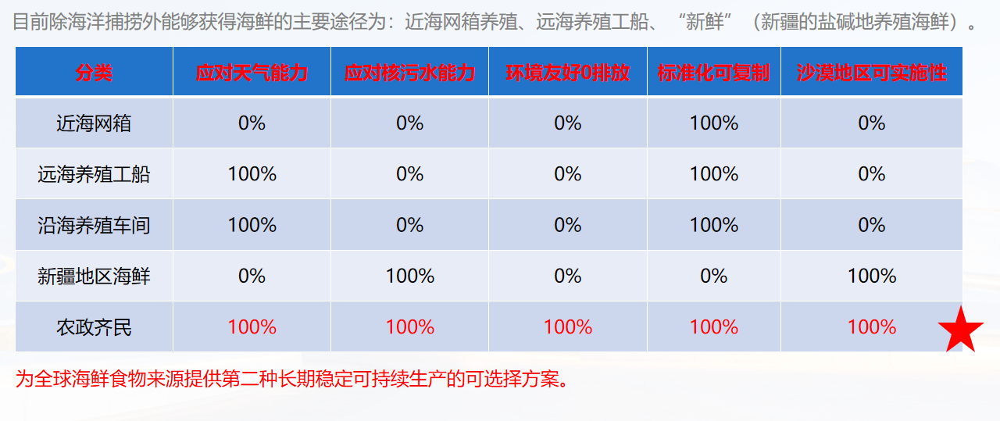 目前除海洋捕捞外能够获得海鲜的主要途径为：近海网箱养殖、远海养殖工船、“新鲜”（新疆的盐碱地养殖海鲜）。
分类 应对天气能力 应对核污水能力 环境友好0排放 标准化可复制 沙漠地区可实施性
近海网箱 0% 0% 0% 100% 0%
远海养殖工船 100% 0% 0% 100% 0%
沿海养殖车间 100% 0% 0% 100% 0%
新疆地区海鲜 0% 100% 0% 0% 100%
农政齐民 100% 100% 100% 100% 100%
为全球海鲜食物来源提供第二种长期稳定可持续生产的可选择方案。